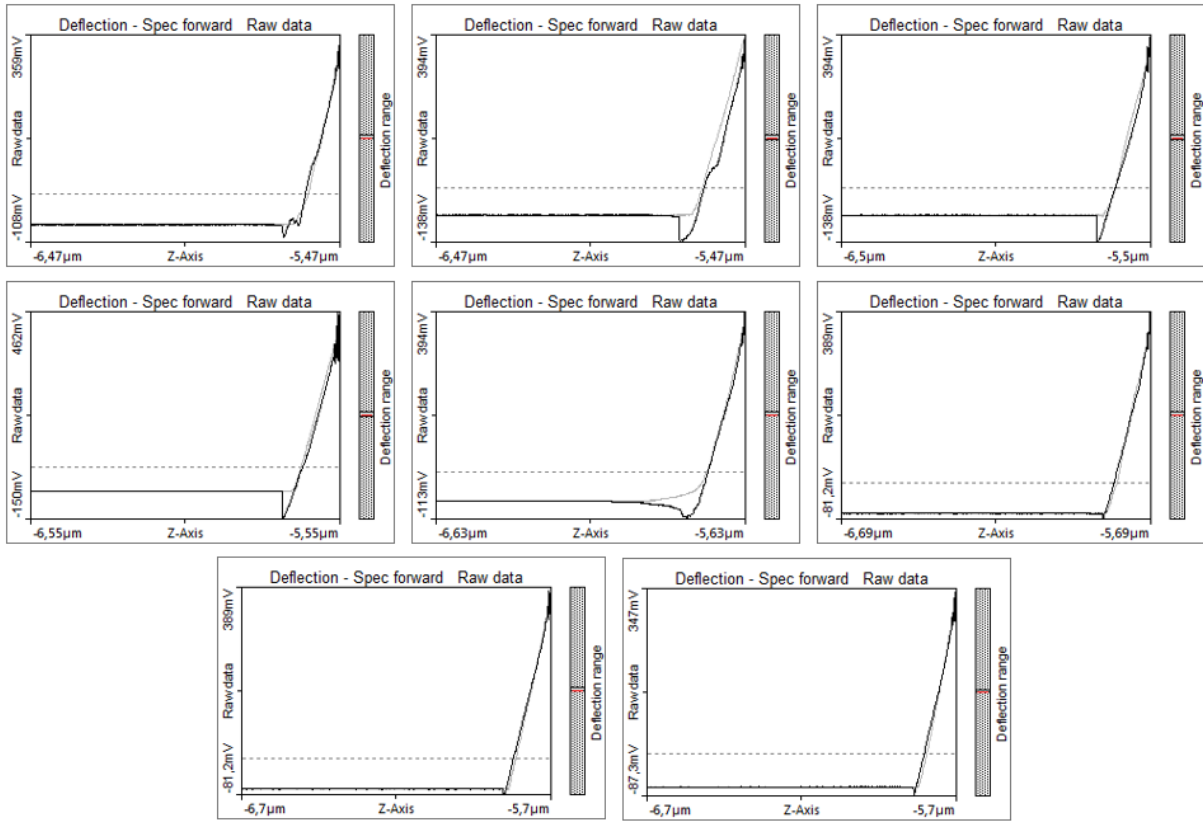 Deflection - Spec forward Raw data
359mV
Raw data
-108mV
-6,47µm Z-Axis -5,47µm
Deflection range
Deflection - Spec forward Raw data
394mV
Raw data
-138mV
-6,47µm Z-Axis -5,47µm
Deflection range
Deflection - Spec forward Raw data
394mV
Raw data
-138mV
-6,5µm Z-Axis -5,5µm
Deflection range
Deflection - Spec forward Raw data
462mV
Raw data
-150mV
-6,55µm Z-Axis -5,55µm
Deflection range
Deflection - Spec forward Raw data
394mV
Raw data
-113mV
-6,63µm Z-Axis -5,63µm
Deflection range
Deflection - Spec forward Raw data
389mV
Raw data
-81,2mV
-6,69µm Z-Axis -5,69µm
Deflection range
Deflection - Spec forward Raw data
389mV
Raw data
-81,2mV
-6,7µm Z-Axis -5,7µm
Deflection range
Deflection - Spec forward Raw data
347mV
Raw data
-87,3mV
-6,7µm Z-Axis -5,7µm
Deflection range